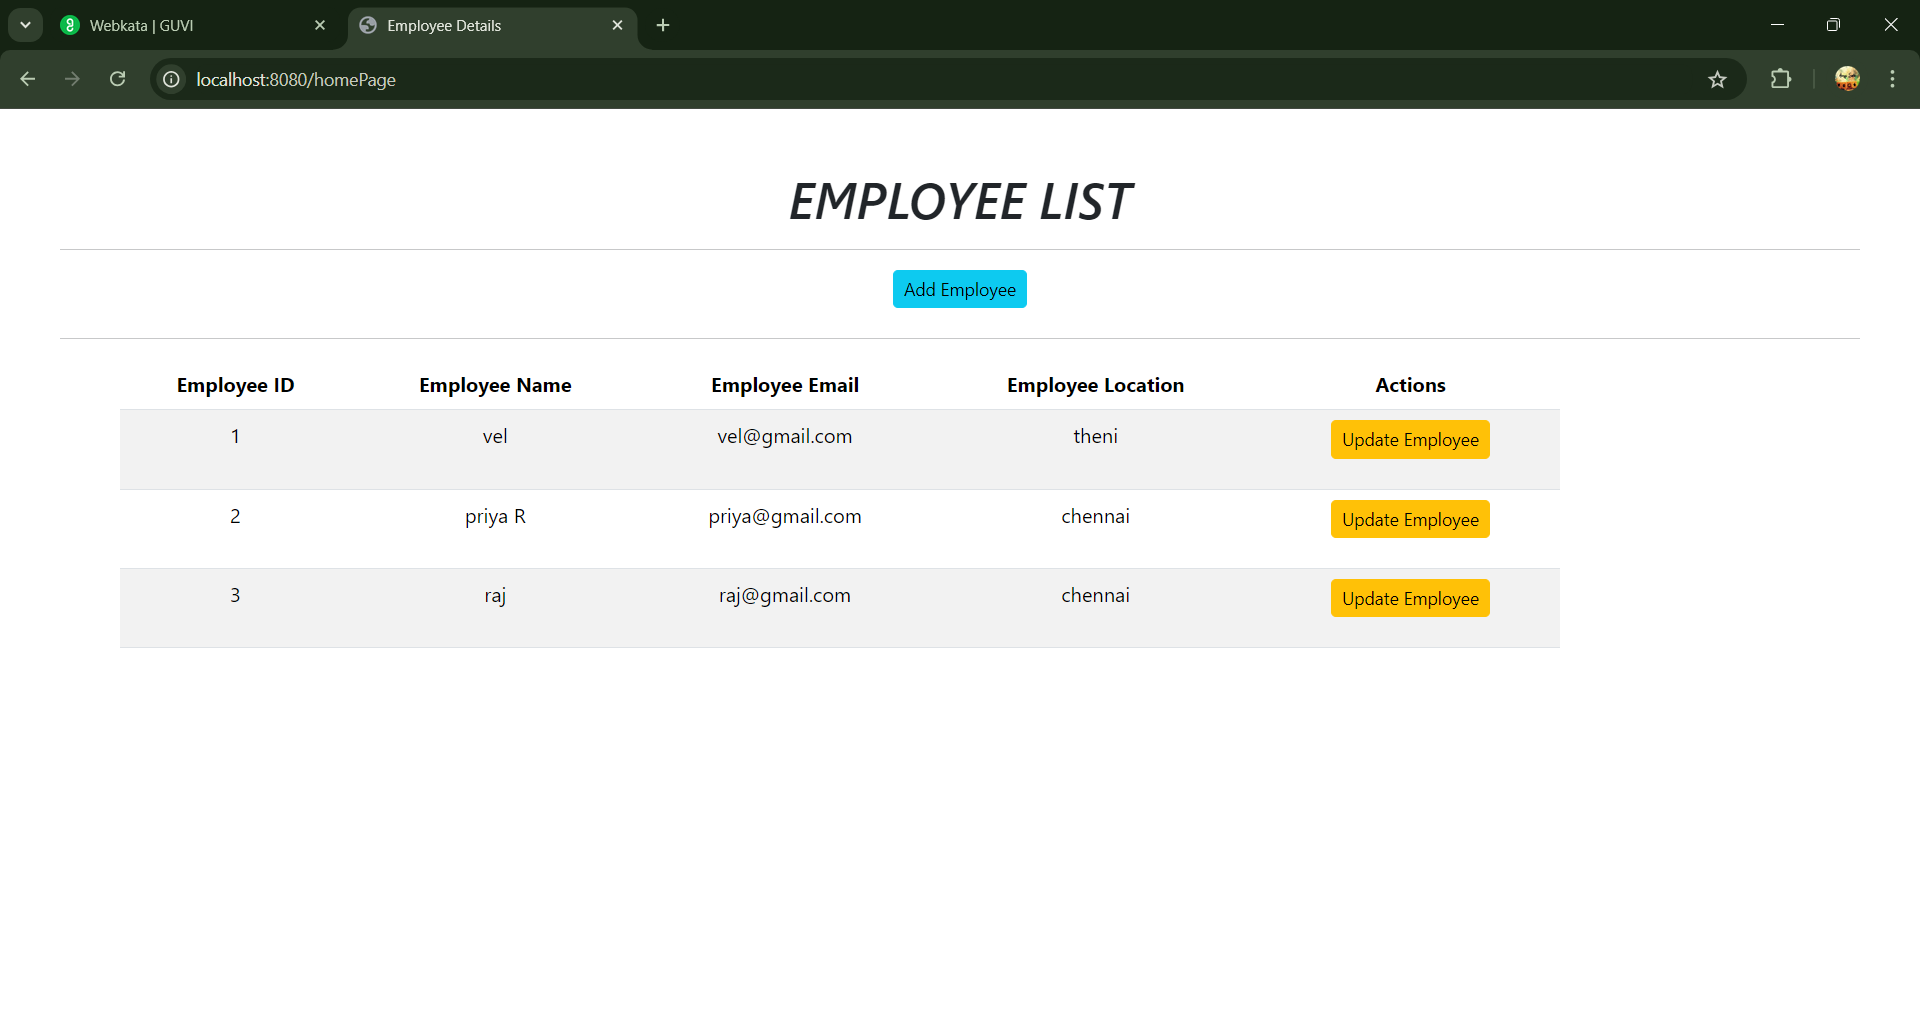 Webkata | GUVI
Employee Details
localhost:8080/homePage
EMPLOYEE LIST
Add Employee
Employee ID Employee Name Employee Email Employee Location Actions
1 vel vel@gmail.com theni Update Employee
2 priya R priya@gmail.com chennai Update Employee
3 raj raj@gmail.com chennai Update Employee